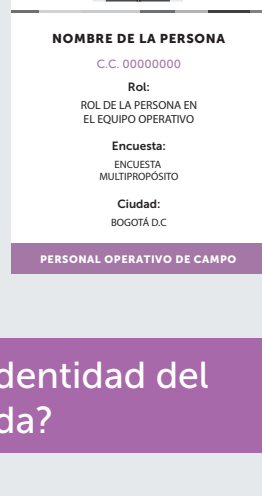 NOMBRE DE LA PERSONA
C.C. 00000000
Rol:
ROL DE LA PERSONA EN
EL EQUIPO OPERATIVO
Encuesta:
ENCUESTA
MULTIPROPÓSITO
Ciudad:
BOGOTÁ D.C
PERSONAL OPERATIVO DE CAMPO
dentidad del
da?